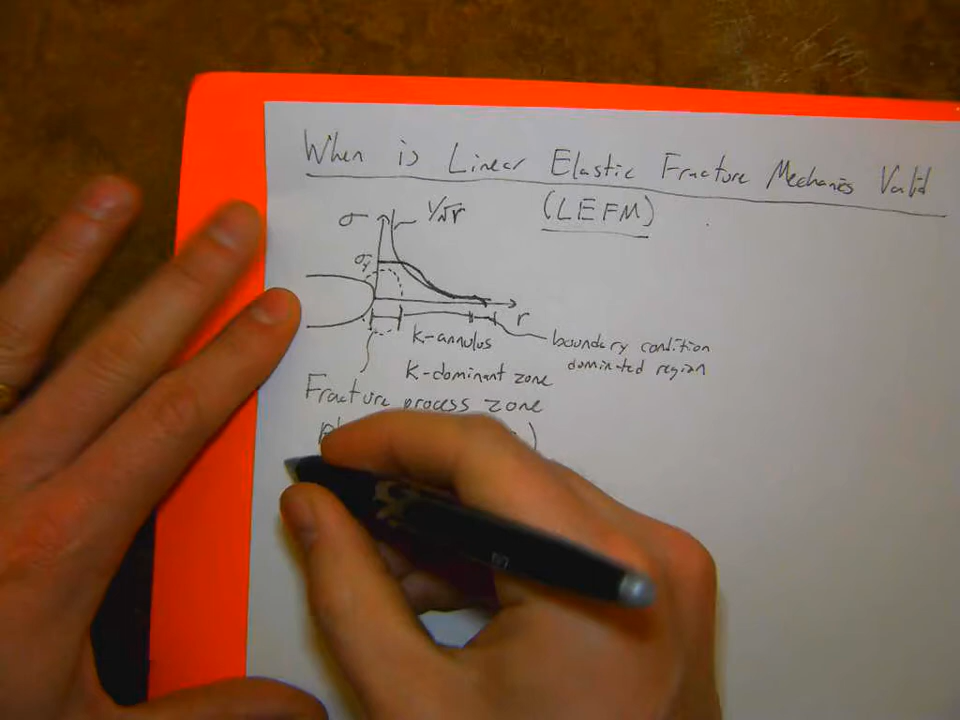 When is Linear Elastic Fracture Mechanics Valid
(LEFM)
σ
1/√r
σy
r
K-annulus
boundary condition
dominated region
K-dominant zone
Fracture process zone